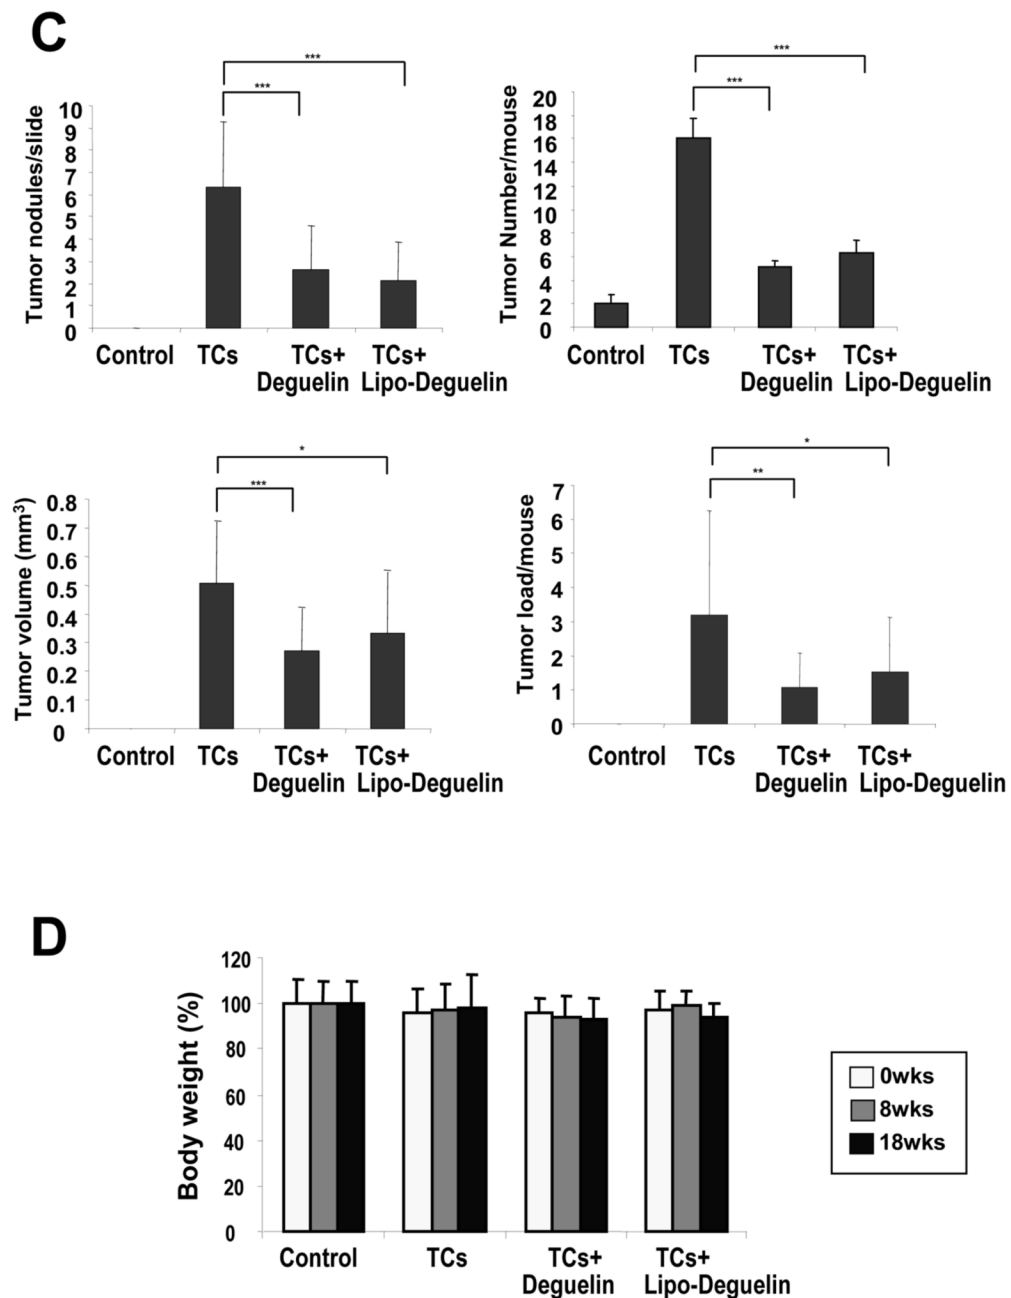 C
***
***
Tumor nodules/slide
10
9
8
7
6
5
4
3
2
1
0
Control TCs TCs+ TCs+
Deguelin Lipo-Deguelin
***
***
Tumor Number/mouse
20
18
16
14
12
10
8
6
4
2
0
Control TCs TCs+ TCs+
Deguelin Lipo-Deguelin
*
***
Tumor volume (mm³)
0.8
0.7
0.6
0.5
0.4
0.3
0.2
0.1
0
Control TCs TCs+ TCs+
Deguelin Lipo-Deguelin
*
**
Tumor load/mouse
7
6
5
4
3
2
1
0
Control TCs TCs+ TCs+
Deguelin Lipo-Deguelin
D
Body weight (%)
120
100
80
60
40
20
0
Control TCs TCs+ TCs+
Deguelin Lipo-Deguelin
0wks
8wks
18wks